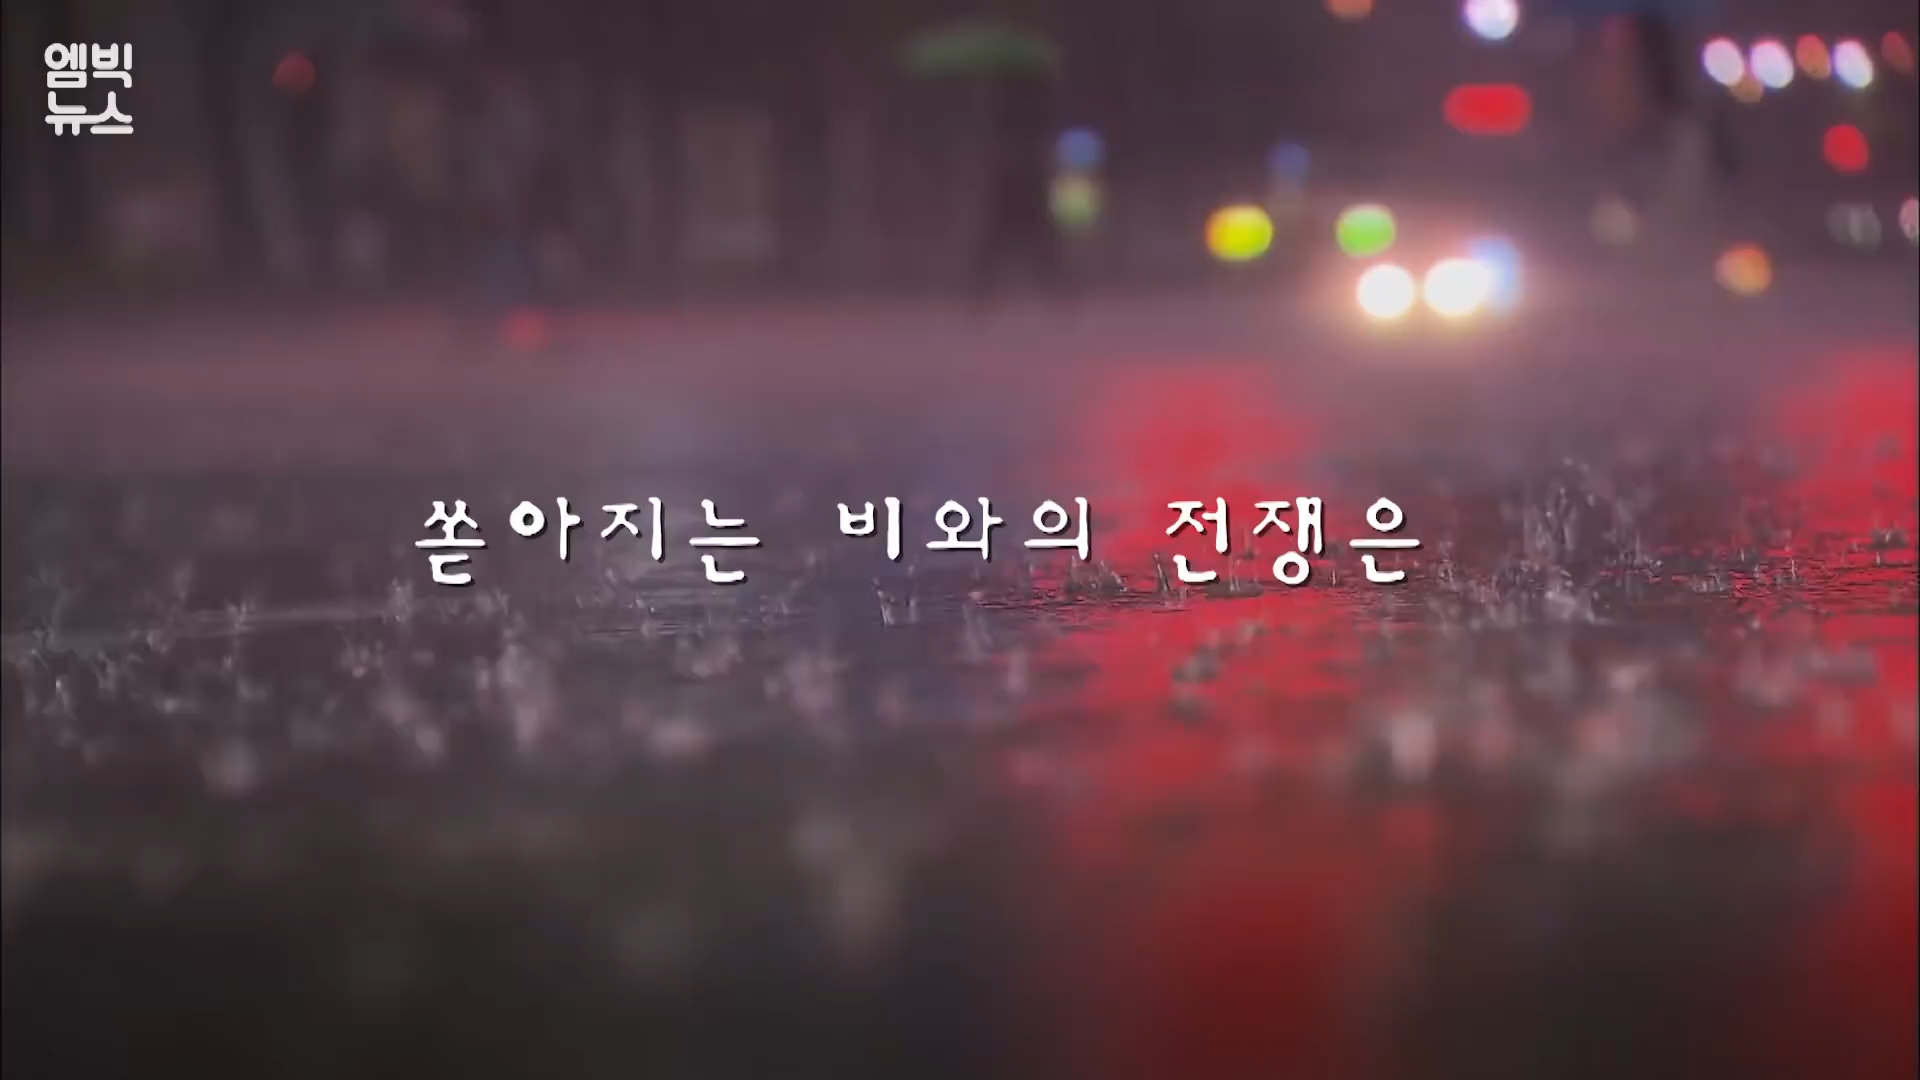 엠빅
뉴스
쏟아지는 비와의 전쟁은